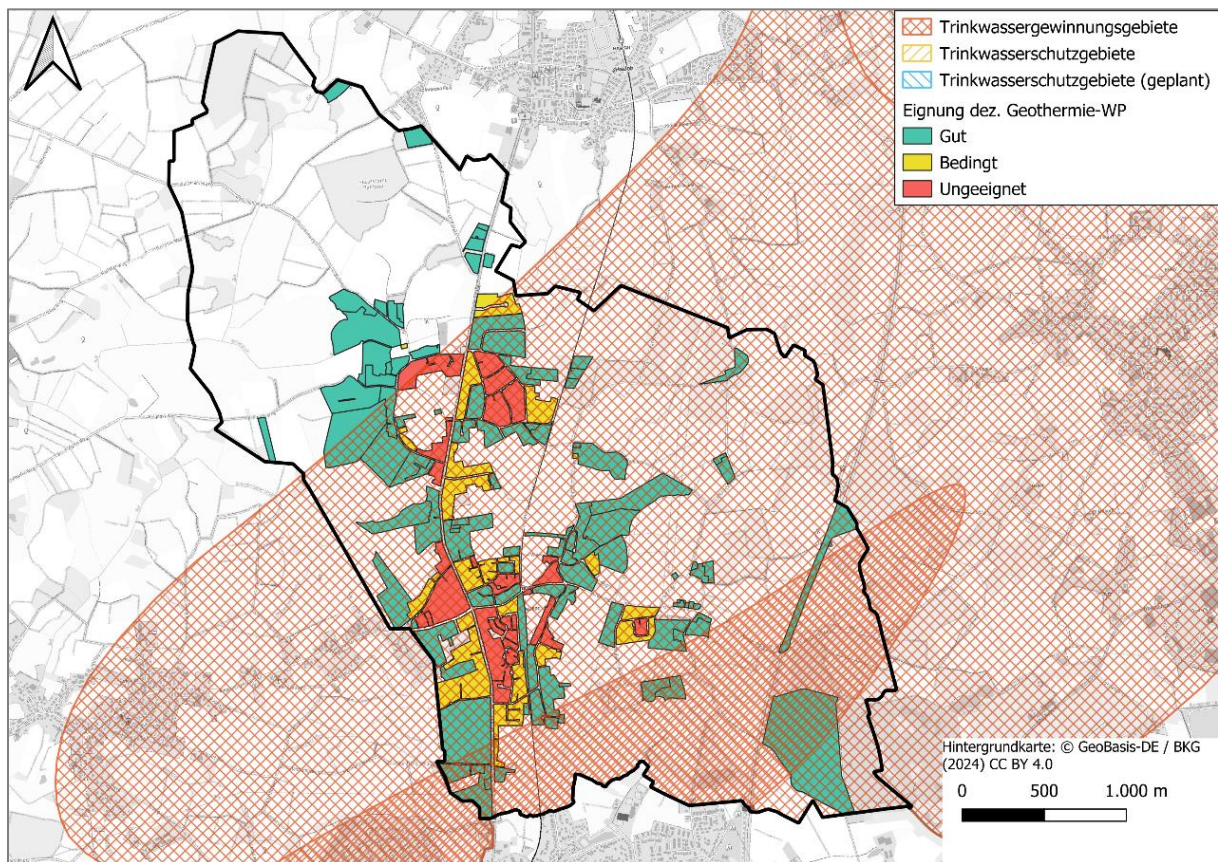 Trinkwassergewinnungsgebiete
Trinkwasserschutzgebiete
Trinkwasserschutzgebiete (geplant)
Eignung dez. Geothermie-WP
Gut
Bedingt
Ungeeignet
Hintergrundkarte: © GeoBasis-DE / BKG
(2024) CC BY 4.0
0 500 1.000 m